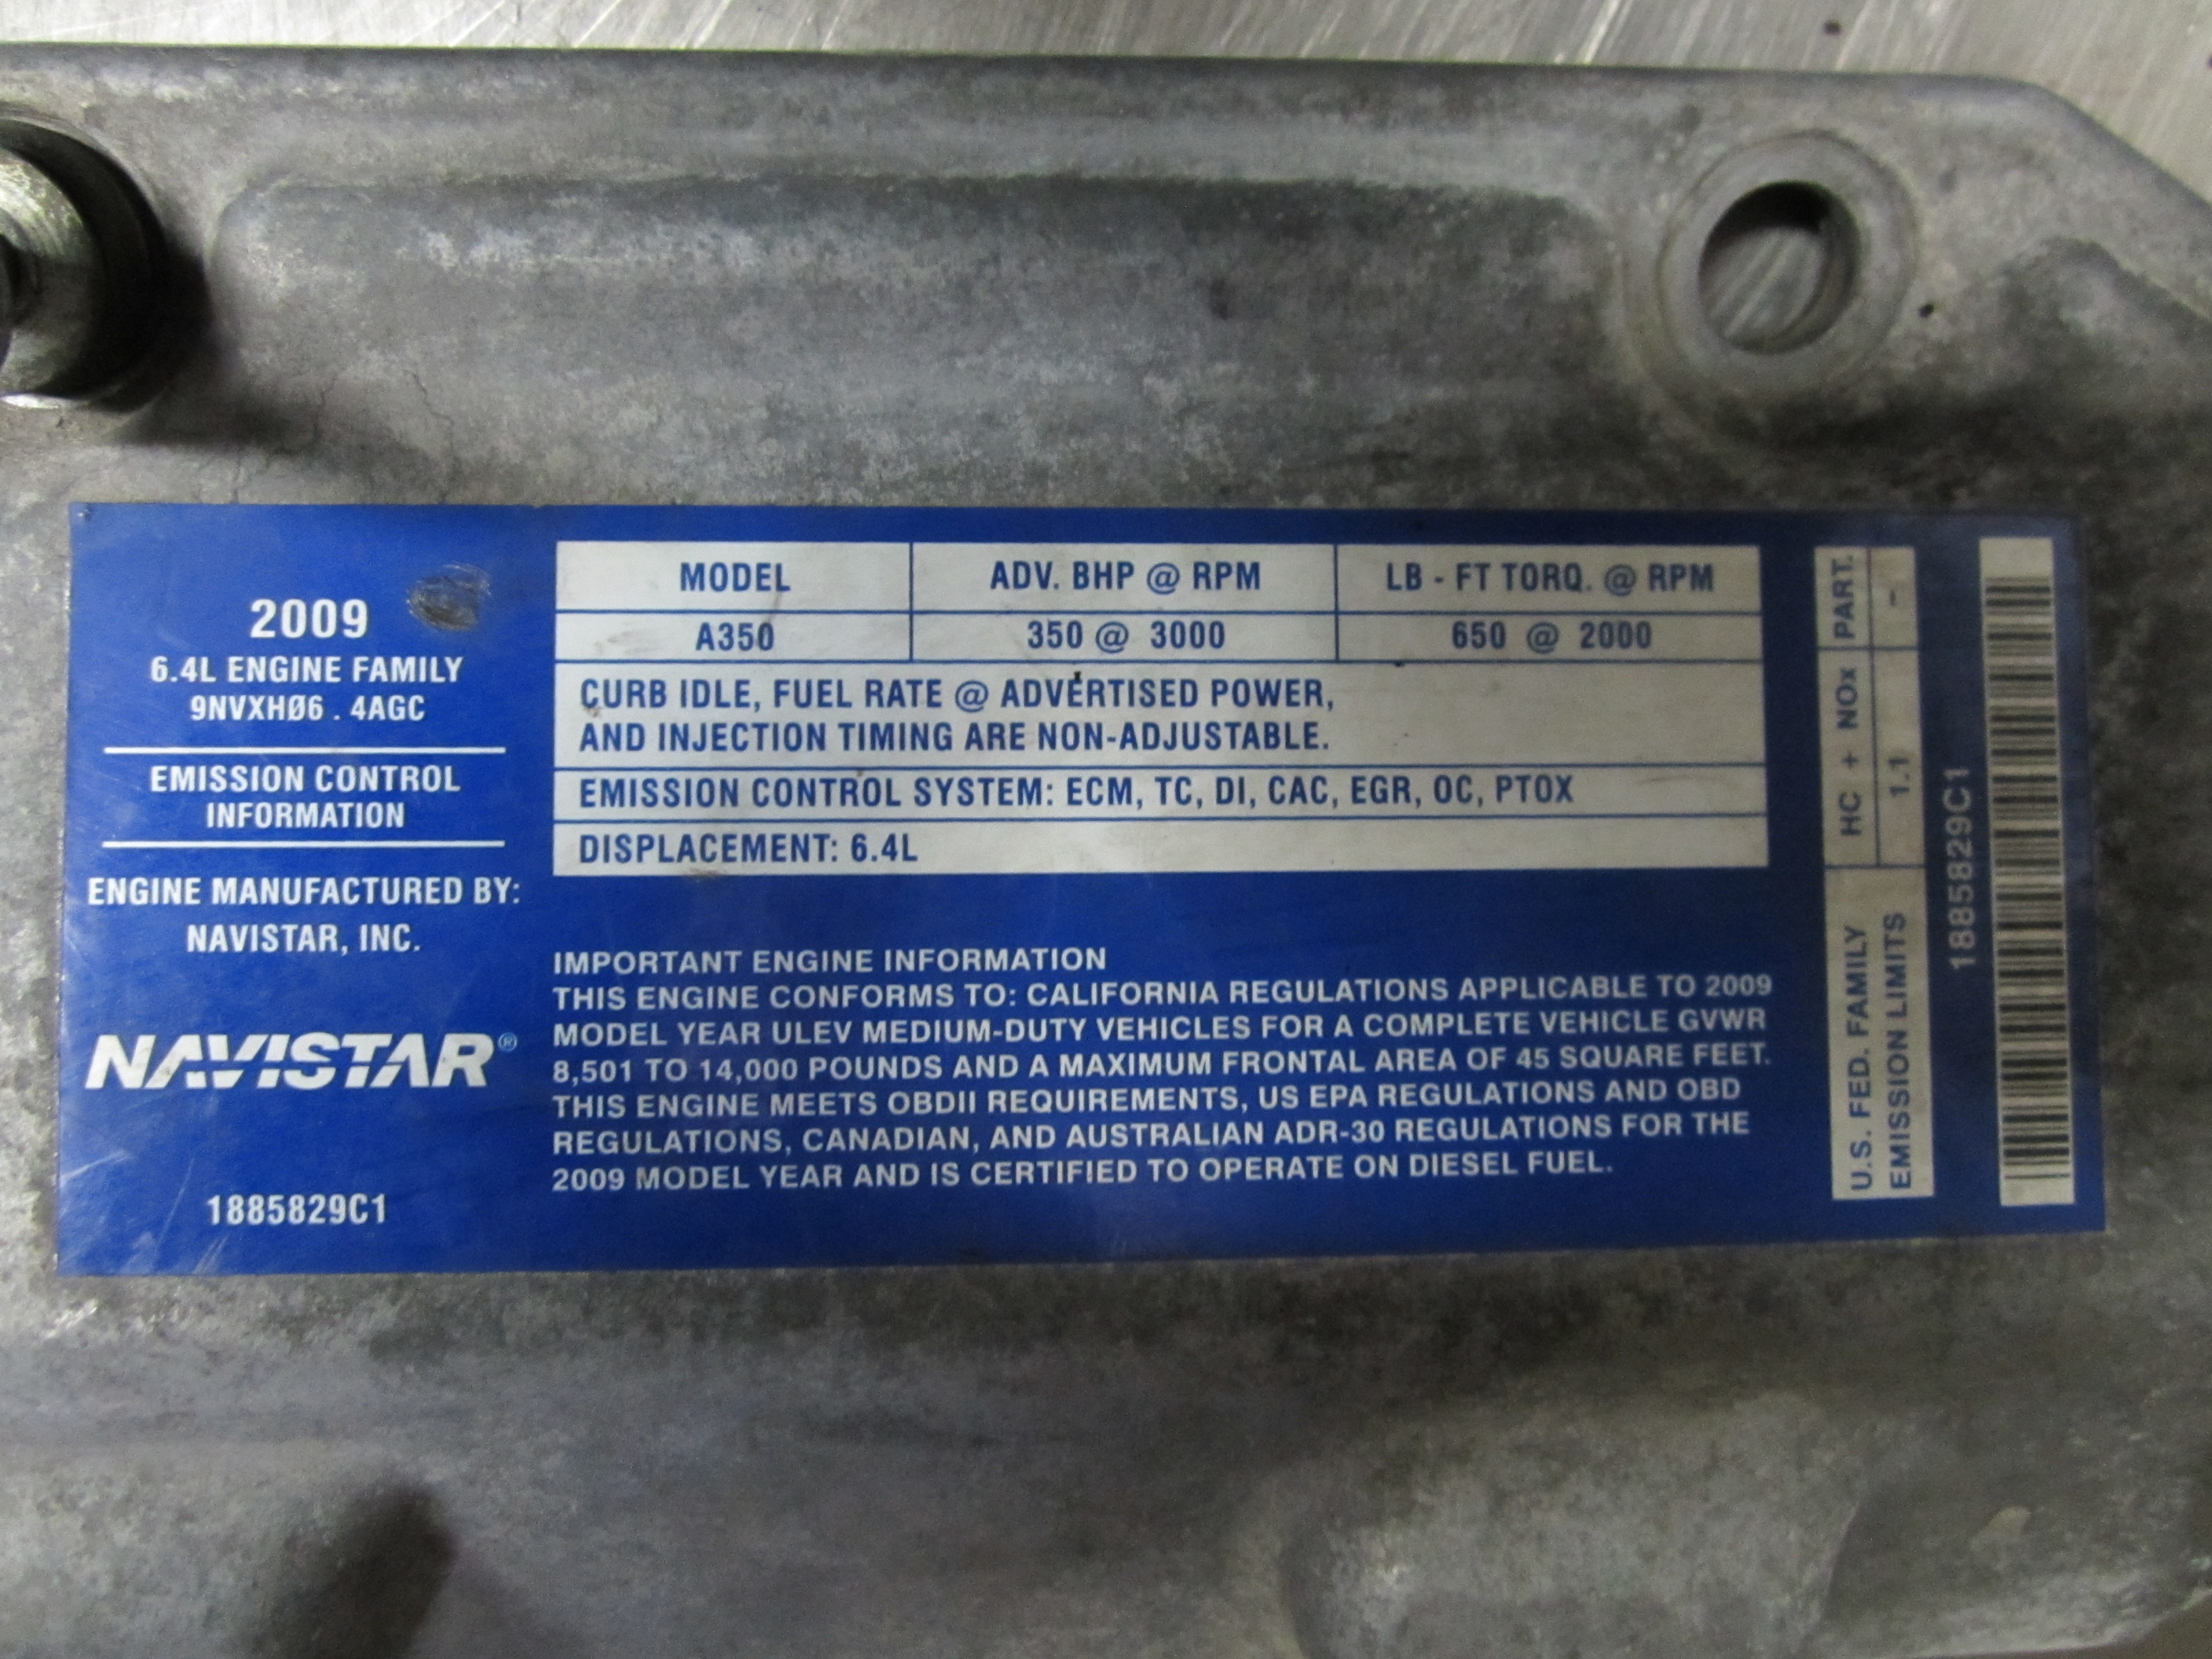 2009
6.4L ENGINE FAMILY
9NVXHØ6 . 4AGC
EMISSION CONTROL
INFORMATION
ENGINE MANUFACTURED BY:
NAVISTAR, INC.
NAVISTAR®
1885829C1
MODEL ADV. BHP @ RPM LB - FT TORQ. @ RPM
A350 350 @ 3000 650 @ 2000
CURB IDLE, FUEL RATE @ ADVERTISED POWER,
AND INJECTION TIMING ARE NON-ADJUSTABLE.
EMISSION CONTROL SYSTEM: ECM, TC, DI, CAC, EGR, OC, PTOX
DISPLACEMENT: 6.4L
IMPORTANT ENGINE INFORMATION
THIS ENGINE CONFORMS TO: CALIFORNIA REGULATIONS APPLICABLE TO 2009
MODEL YEAR ULEV MEDIUM-DUTY VEHICLES FOR A COMPLETE VEHICLE GVWR
8,501 TO 14,000 POUNDS AND A MAXIMUM FRONTAL AREA OF 45 SQUARE FEET.
THIS ENGINE MEETS OBDII REQUIREMENTS, US EPA REGULATIONS AND OBD
REGULATIONS, CANADIAN, AND AUSTRALIAN ADR-30 REGULATIONS FOR THE
2009 MODEL YEAR AND IS CERTIFIED TO OPERATE ON DIESEL FUEL.
U.S. FED. FAMILY HC + NOx PART.
EMISSION LIMITS 1.1 -
1885829C1